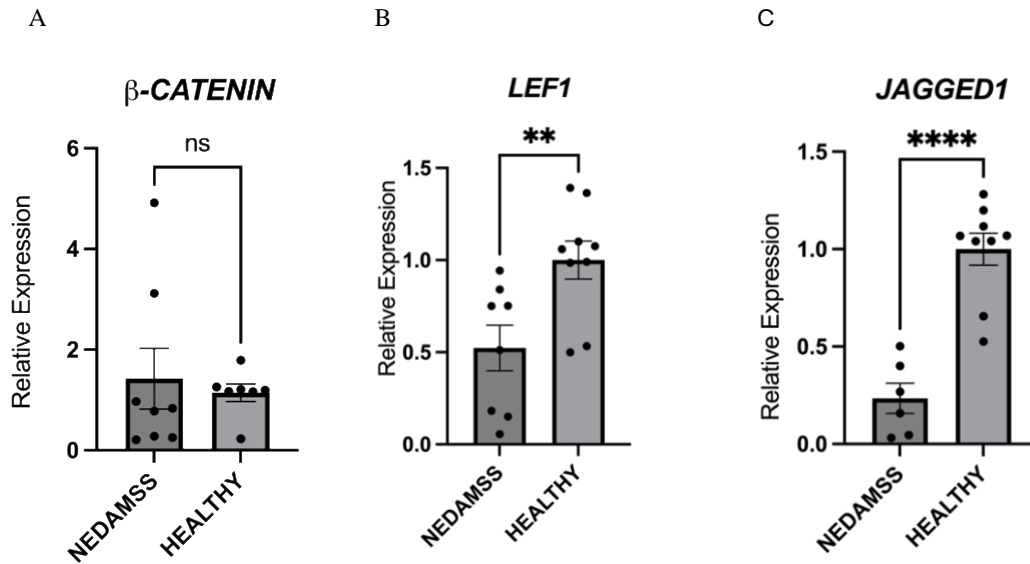 A
B
C
β-CATENIN
LEF1
JAGGED1
ns
**
****
Relative Expression
6
4
2
0
NEDAMSS
HEALTHY
Relative Expression
1.5
1.0
0.5
0.0
NEDAMSS
HEALTHY
Relative Expression
1.5
1.0
0.5
0.0
NEDAMSS
HEALTHY